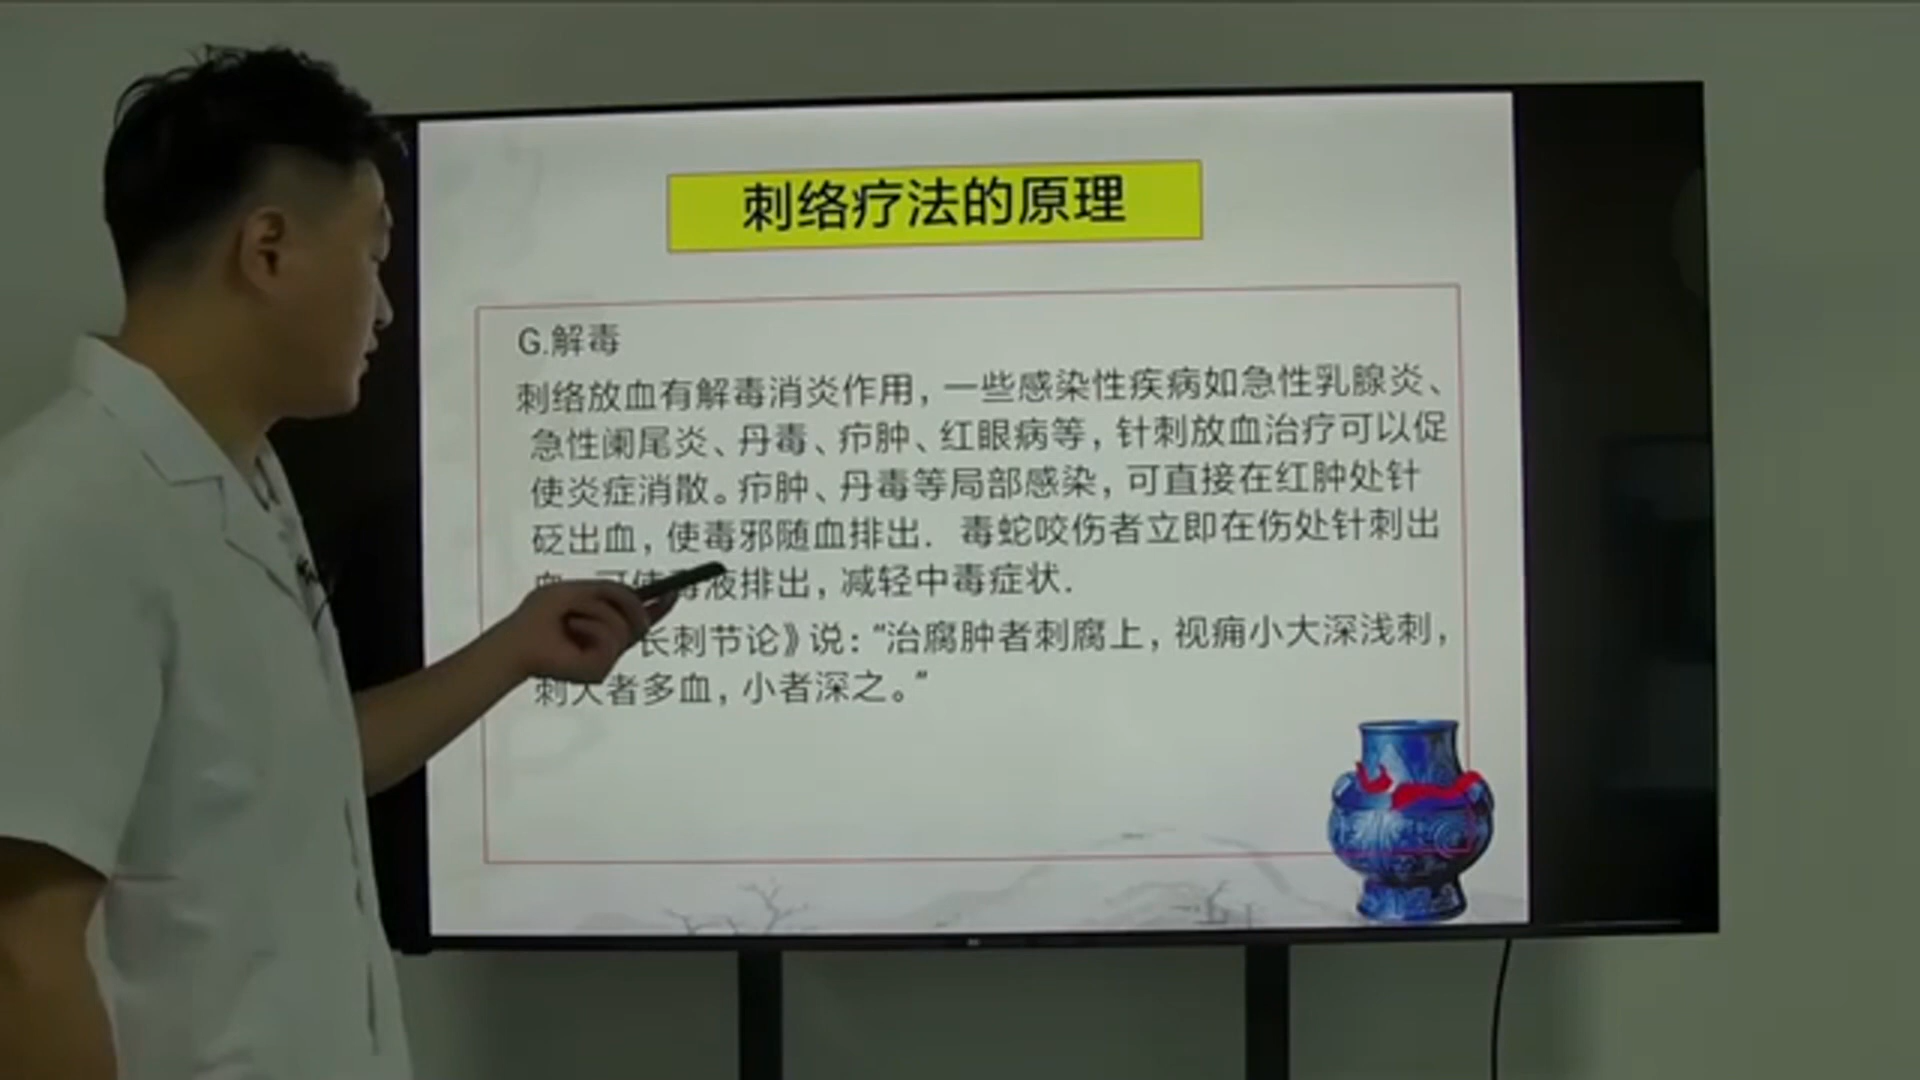 刺络疗法的原理
G.解毒
刺络放血有解毒消炎作用，一些感染性疾病如急性乳腺炎、
急性阑尾炎、丹毒、疖肿、红眼病等，针刺放血治疗可以促
使炎症消散。疖肿、丹毒等局部感染，可直接在红肿处针
砭出血，使毒邪随血排出. 毒蛇咬伤者立即在伤处针刺出
液排出，减轻中毒症状.
长刺节论》说：“治腐肿者刺腐上，视痈小大深浅刺，
刺大者多血，小者深之。”